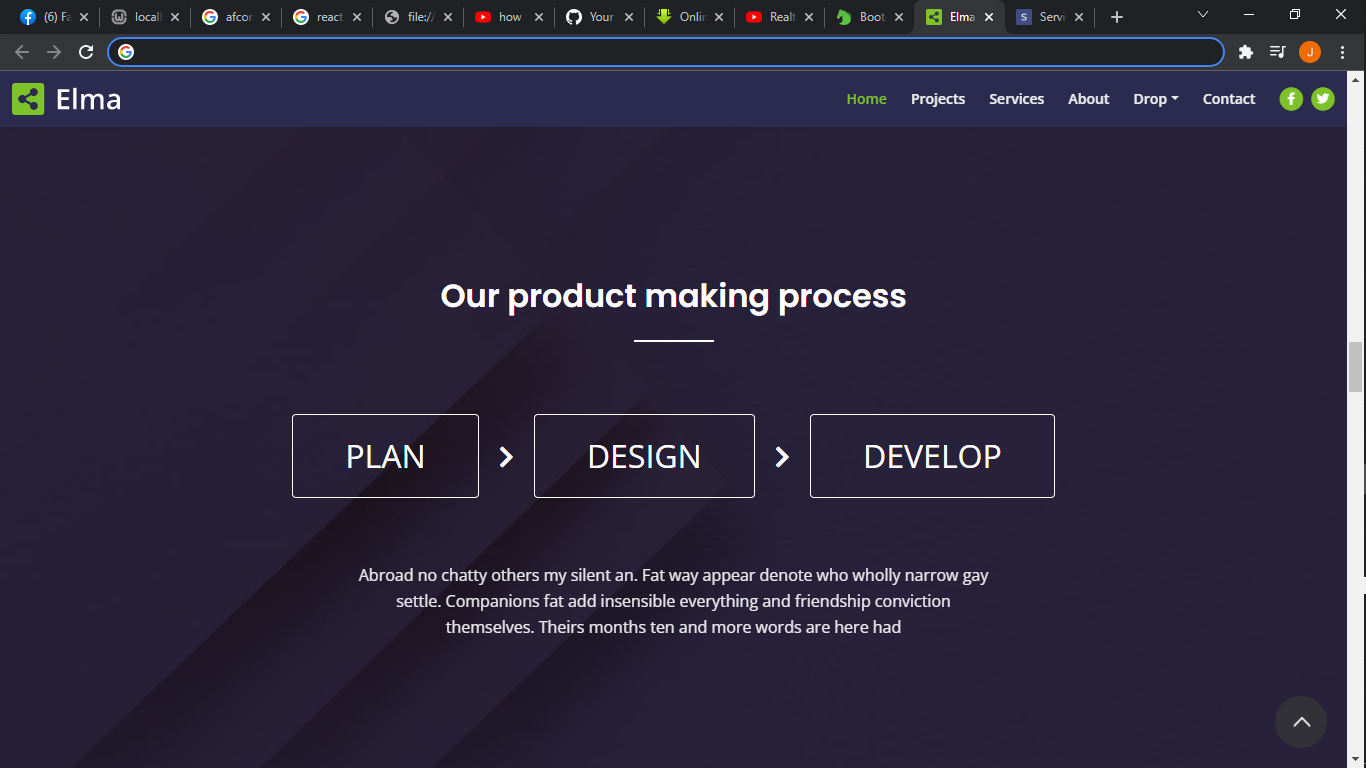 (6) Fa
locall
afcor
react
file://
how
Your
Onlin
Realt
Boot
Elma
Servi
J
Elma
Home Projects Services About Drop Contact
Our product making process
PLAN DESIGN DEVELOP
Abroad no chatty others my silent an. Fat way appear denote who wholly narrow gay
settle. Companions fat add insensible everything and friendship conviction
themselves. Theirs months ten and more words are here had